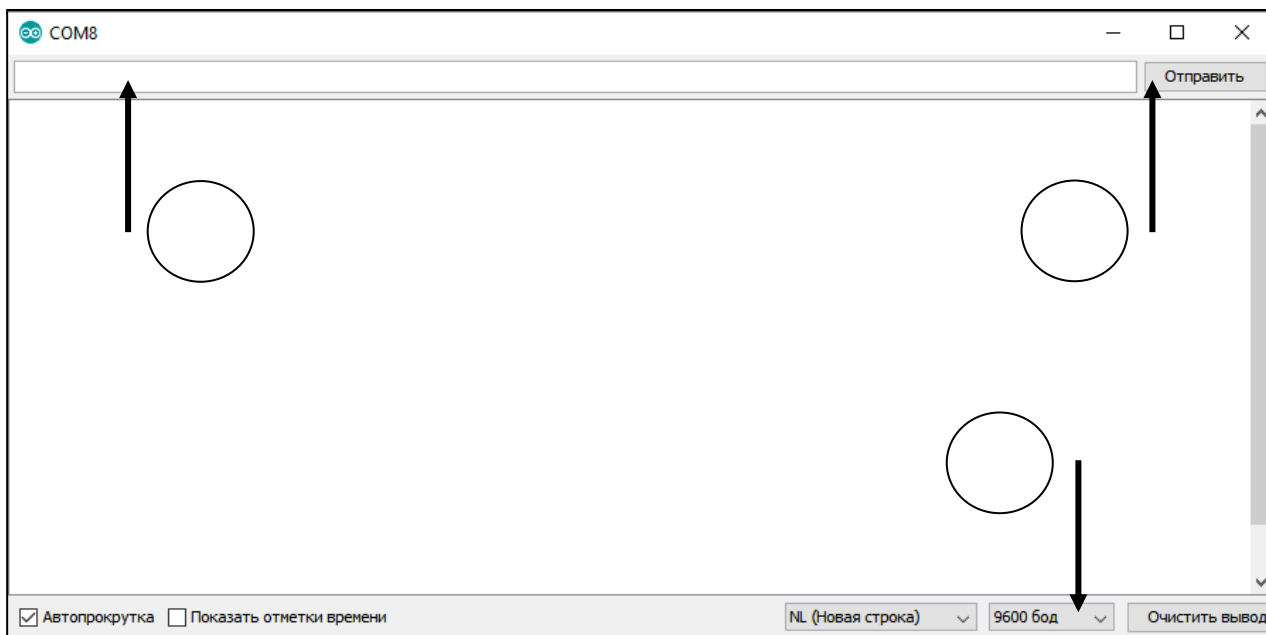 COM8
Отправить
Автопрокрутка Показать отметки времени NL (Новая строка) 9600 бод Очистить вывод